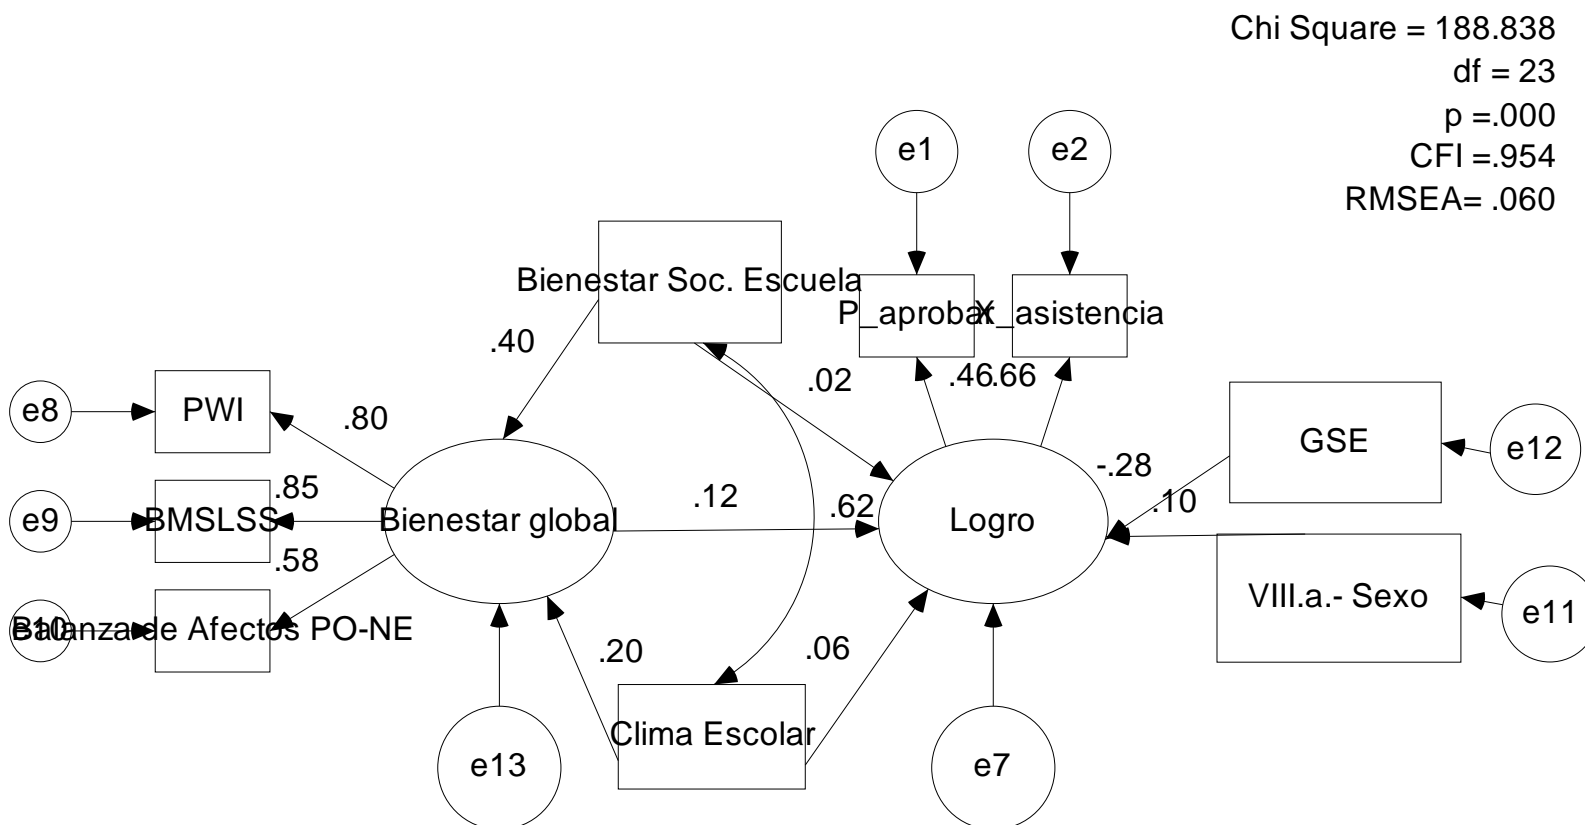 Chi Square = 188.838
df = 23
p =.000
CFI =.954
RMSEA= .060
e1
e2
Bienestar Soc. Escuela
P_aprobar
X_asistencia
.40
.02
.46
.66
e8
PWI
.80
GSE
e12
-.28
.10
e9
BMSLSS
.85
Bienestar global
.12
.62
Logro
.58
VIII.a.- Sexo
e11
e10
Balanza de Afectos PO-NE
.20
.06
Clima Escolar
e13
e7